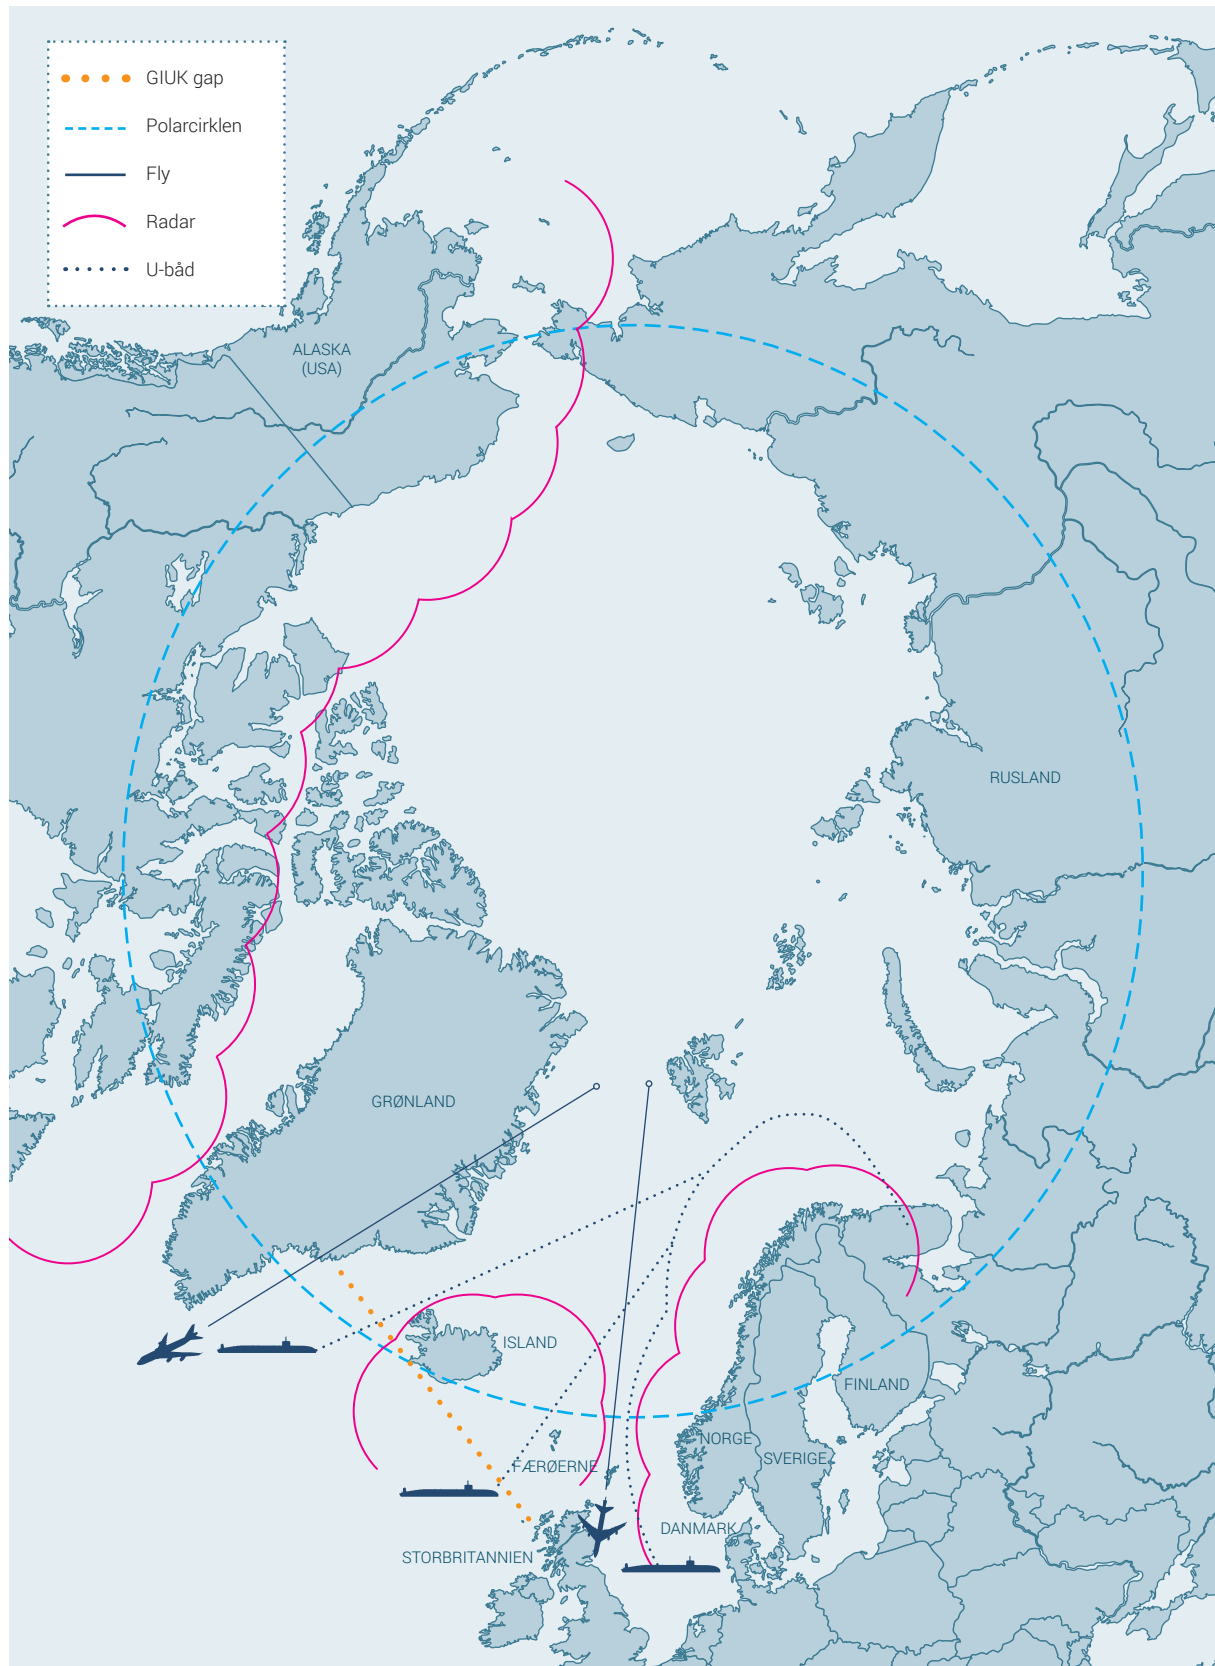 GIUK gap
Polarcirklen
Fly
Radar
U-båd
ALASKA
(USA)
RUSLAND
GRØNLAND
ISLAND
FINLAND
NORGE
SVERIGE
FÆRØERNE
DANMARK
STORBRITANNIEN